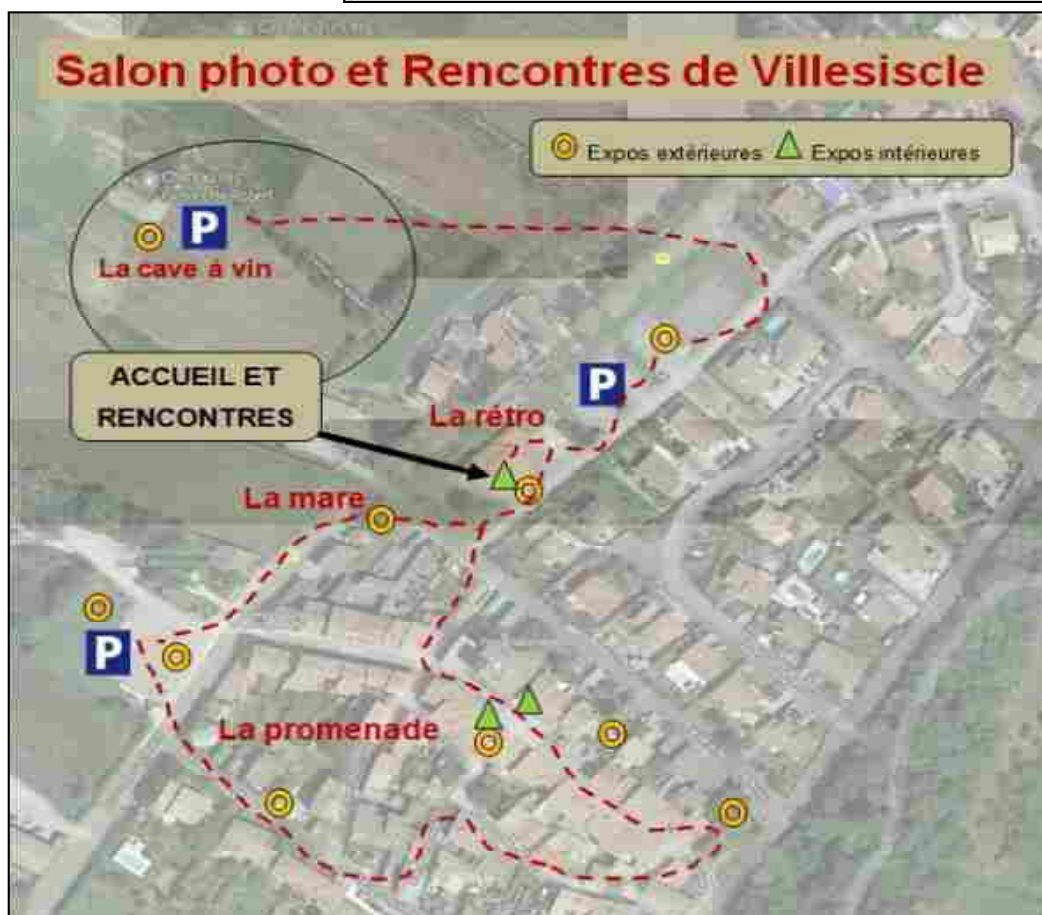 Salon photo et Rencontres de Villesiscle
Expos extérieures Expos intérieures
P
La cave à vin
ACCUEIL ET
RENCONTRES
P
La rétro
La mare
P
La promenade